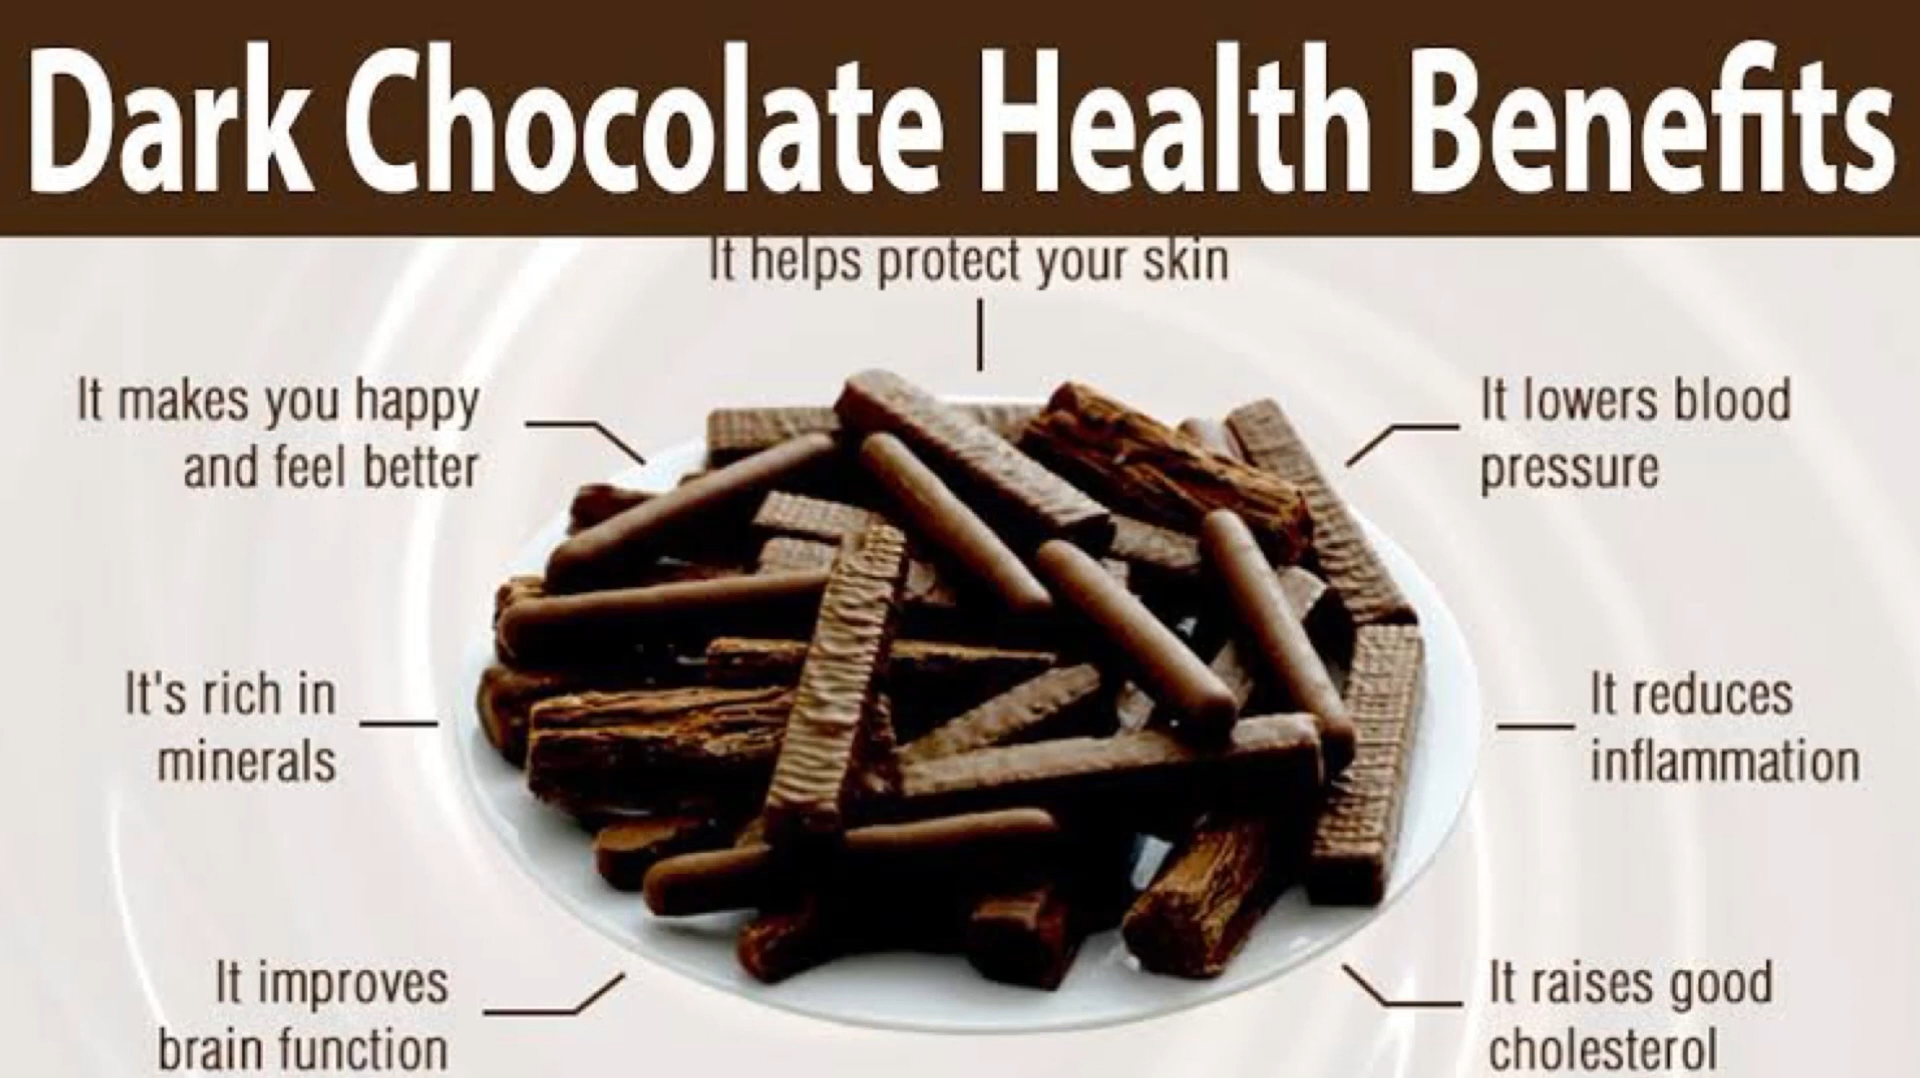 Dark Chocolate Health Benefits
It helps protect your skin
It makes you happy
and feel better
It lowers blood
pressure
It's rich in
minerals
It reduces
inflammation
It improves
brain function
It raises good
cholesterol